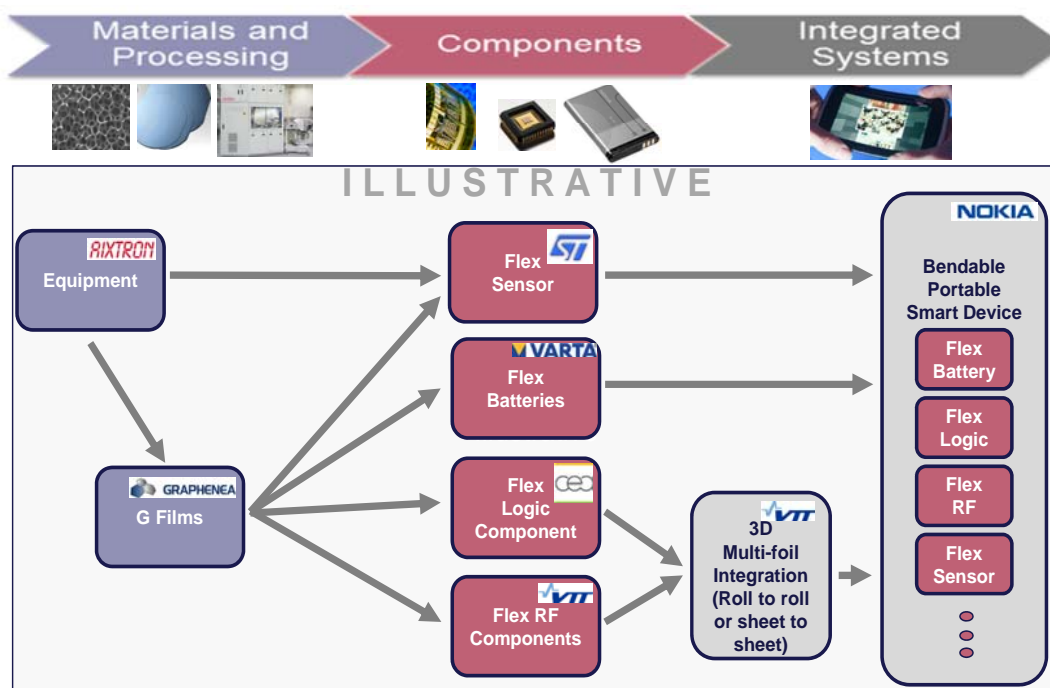 Materials and
Processing
Components
Integrated
Systems
ILLUSTRATIVE
AIXTRON
Equipment
GRAPHENEA
G Films
ST
Flex
Sensor
VARTA
Flex
Batteries
cea
Flex
Logic
Component
VTT
Flex RF
Components
VTT
3D
Multi-foil
Integration
(Roll to roll
or sheet to
sheet)
NOKIA
Bendable
Portable
Smart Device
Flex
Battery
Flex
Logic
Flex
RF
Flex
Sensor